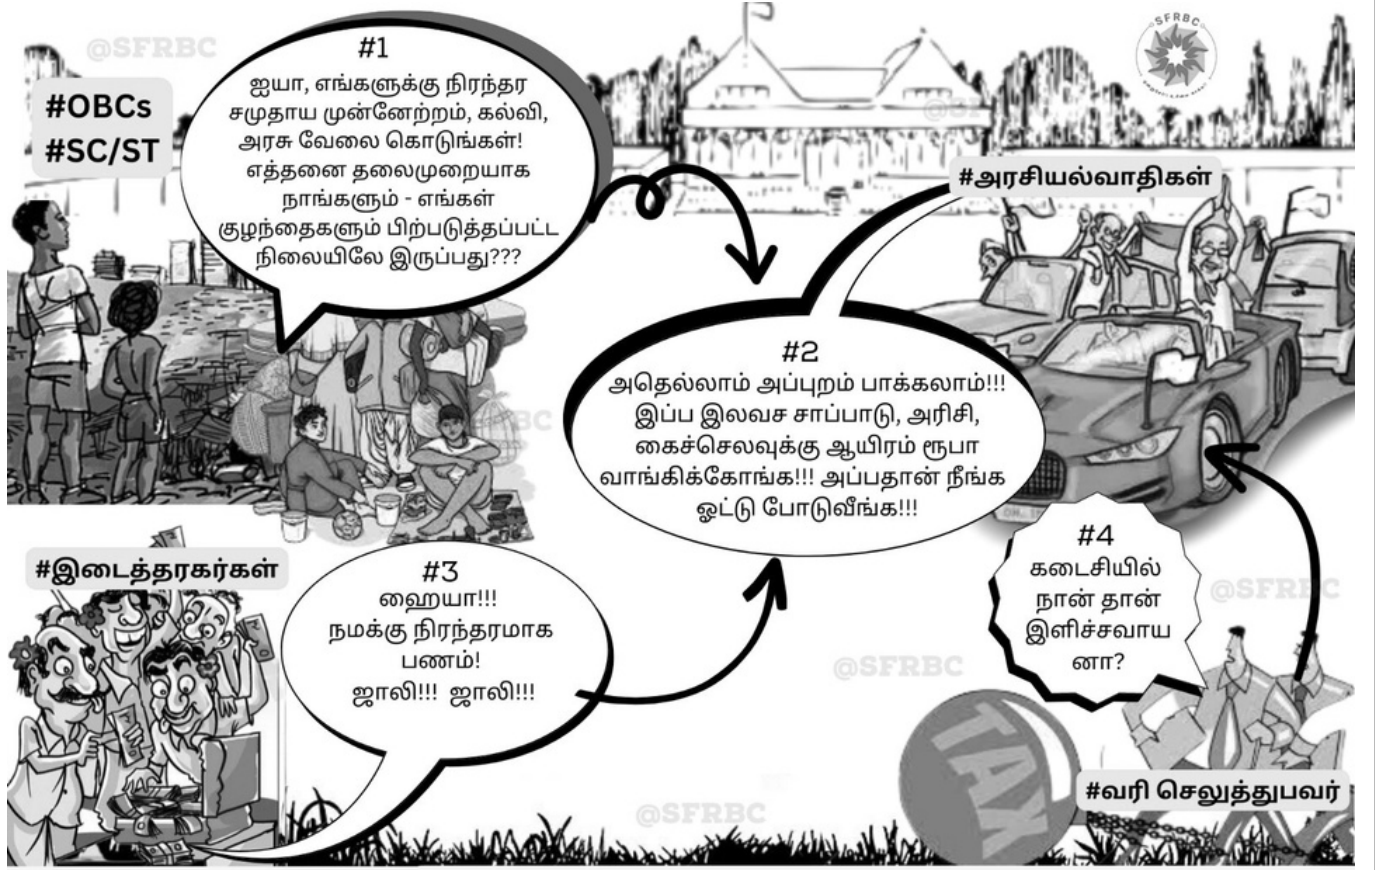 @SFRBC
#OBCs
#SC/ST
#1
ஐயா, எங்களுக்கு நிரந்தர
சமுதாய முன்னேற்றம், கல்வி,
அரசு வேலை கொடுங்கள்!
எத்தனை தலைமுறையாக
நாங்களும் - எங்கள்
குழந்தைகளும் பிற்படுத்தப்பட்ட
நிலையிலே இருப்பது???
SFRBC
#அரசியல்வாதிகள்
#2
அதெல்லாம் அப்புறம் பாக்கலாம்!!!
இப்ப இலவச சாப்பாடு, அரிசி,
கைச்செலவுக்கு ஆயிரம் ரூபா
வாங்கிக்கோங்க!!! அப்பதான் நீங்க
ஓட்டு போடுவீங்க!!!
#இடைத்தரகர்கள்
#3
ஹையா!!!
நமக்கு நிரந்தரமாக
பணம்!
ஜாலி!!! ஜாலி!!!
#4
கடைசியில்
நான் தான்
இளிச்சவாய
னா?
@SFRBC
@SFRBC
TAX
#வரி செலுத்துபவர்
@SFRBC